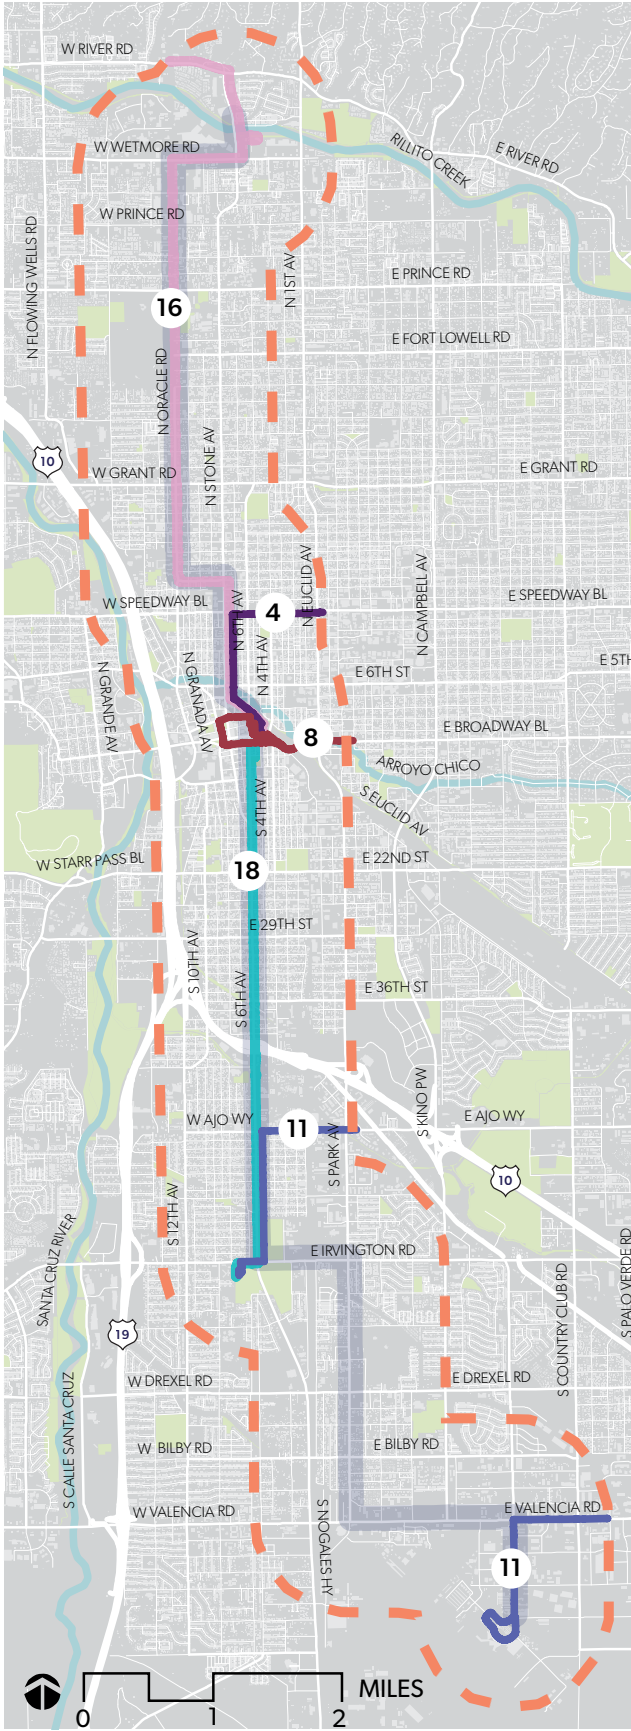 W RIVER RD
W WETMORE RD
RILLITO CREEK
E RIVER RD
W PRINCE RD
N FLOWING WELLS RD
N 1ST AV
E PRINCE RD
16
E FORT LOWELL RD
N ORACLE RD
N STONE AV
10
W GRANT RD
E GRANT RD
N EUCLID AV
N CAMPBELL AV
W SPEEDWAY BL
N 6TH AV
4
E SPEEDWAY BL
N GRANDE AV
N GRANADA AV
N 4TH AV
E 6TH ST
E 5TH
8
E BROADWAY BL
ARROYO CHICO
S 4TH AV
S EUCLID AV
W STARR PASS BL
18
E 22ND ST
E 29TH ST
S 10TH AV
S 6TH AV
E 36TH ST
W AJO WY
11
S PARK AV
S KINO PW
E AJO WY
10
S 12TH AV
SANTA CRUZ RIVER
E IRVINGTON RD
S COUNTRY CLUB RD
S PALO VERDE RD
19
W DREXEL RD
E DREXEL RD
S CALLE SANTA CRUZ
W BILBY RD
E BILBY RD
W VALENCIA RD
S NOGALES HY
E VALENCIA RD
11
MILES
0
1
2